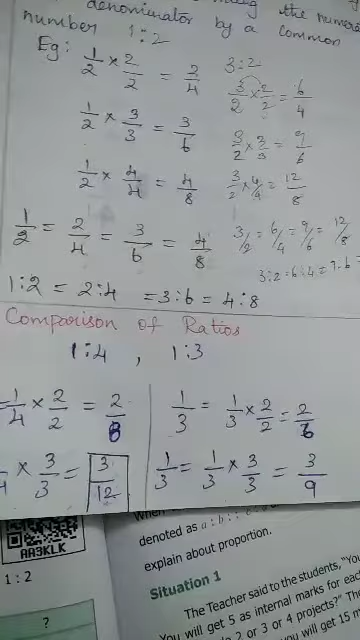 the numera
denominator by a common
number 1:2
Eg: 1/2 × 2/2 = 2/4 3:2
3/2 × 2/2 = 6/4
1/2 × 3/3 = 3/6 3/2 × 3/3 = 9/6
1/2 × 4/4 = 4/8 3/2 × 4/4 = 12/8
1/2 = 2/4 = 3/6 = 4/8 3/2 = 6/4 = 9/6 = 12/8
3:2 = 6:4 = 9:6 =
1:2 = 2:4 = 3:6 = 4:8
Comparison of Ratios
1:4 , 1:3
= 1/4 × 2/2 = 2/8 1/3 = 1/3 × 2/2 = 2/6
× 3/3 = 3/12 1/3 = 1/3 × 3/3 = 3/9
AA3KLK
1:2
?
denoted as a:b::
explain about proportion.
Situation 1
The Teacher said to the students, "You
You will get 5 as internal marks for each
2 or 3 or 4 projects?" The
you will get 15